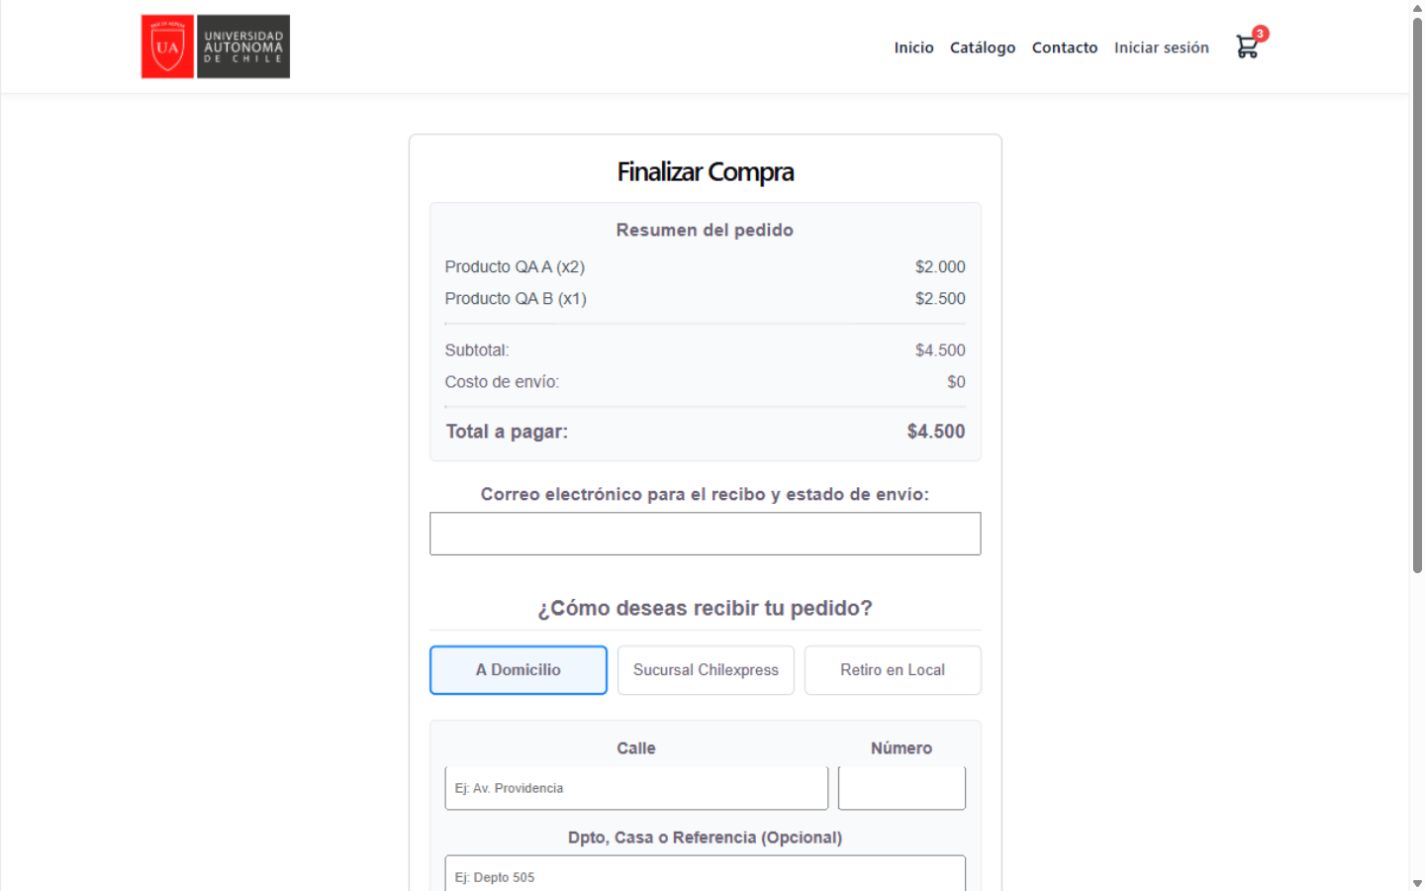 UA
UNIVERSIDAD
AUTONOMA
DE CHILE
Inicio Catálogo Contacto Iniciar sesión 3
Finalizar Compra
Resumen del pedido
Producto QA A (x2) $2.000
Producto QA B (x1) $2.500
Subtotal: $4.500
Costo de envío: $0
Total a pagar: $4.500
Correo electrónico para el recibo y estado de envío:
¿Cómo deseas recibir tu pedido?
A Domicilio Sucursal Chilexpress Retiro en Local
Calle Número
Ej: Av. Providencia
Dpto, Casa o Referencia (Opcional)
Ej: Depto 505